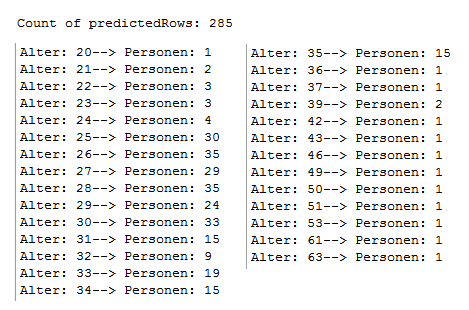 Count of predictedRows: 285
Alter: 20--> Personen: 1
Alter: 21--> Personen: 2
Alter: 22--> Personen: 3
Alter: 23--> Personen: 3
Alter: 24--> Personen: 4
Alter: 25--> Personen: 30
Alter: 26--> Personen: 35
Alter: 27--> Personen: 29
Alter: 28--> Personen: 35
Alter: 29--> Personen: 24
Alter: 30--> Personen: 33
Alter: 31--> Personen: 15
Alter: 32--> Personen: 9
Alter: 33--> Personen: 19
Alter: 34--> Personen: 15
Alter: 35--> Personen: 15
Alter: 36--> Personen: 1
Alter: 37--> Personen: 1
Alter: 39--> Personen: 2
Alter: 42--> Personen: 1
Alter: 43--> Personen: 1
Alter: 46--> Personen: 1
Alter: 49--> Personen: 1
Alter: 50--> Personen: 1
Alter: 51--> Personen: 1
Alter: 53--> Personen: 1
Alter: 61--> Personen: 1
Alter: 63--> Personen: 1